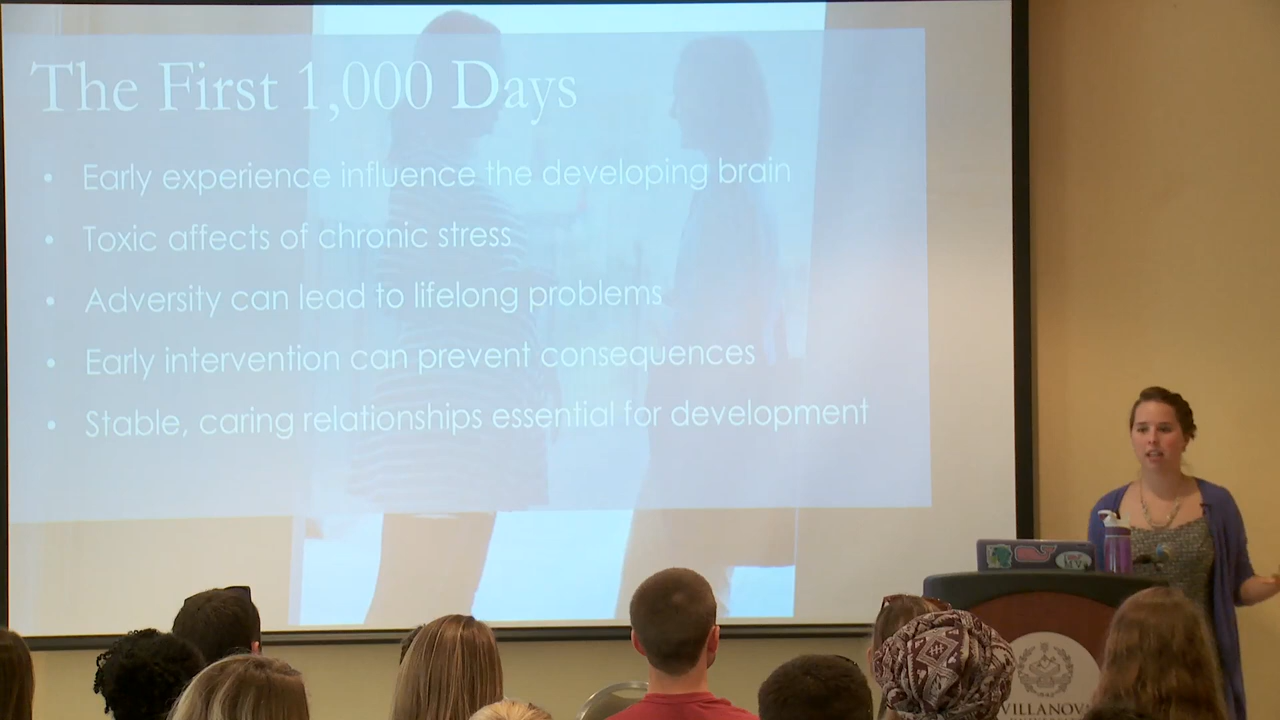 The First 1,000 Days
• Early experience influence the developing brain
• Toxic affects of chronic stress
• Adversity can lead to lifelong problems
• Early intervention can prevent consequences
• Stable, caring relationships essential for development
VILLANOVA